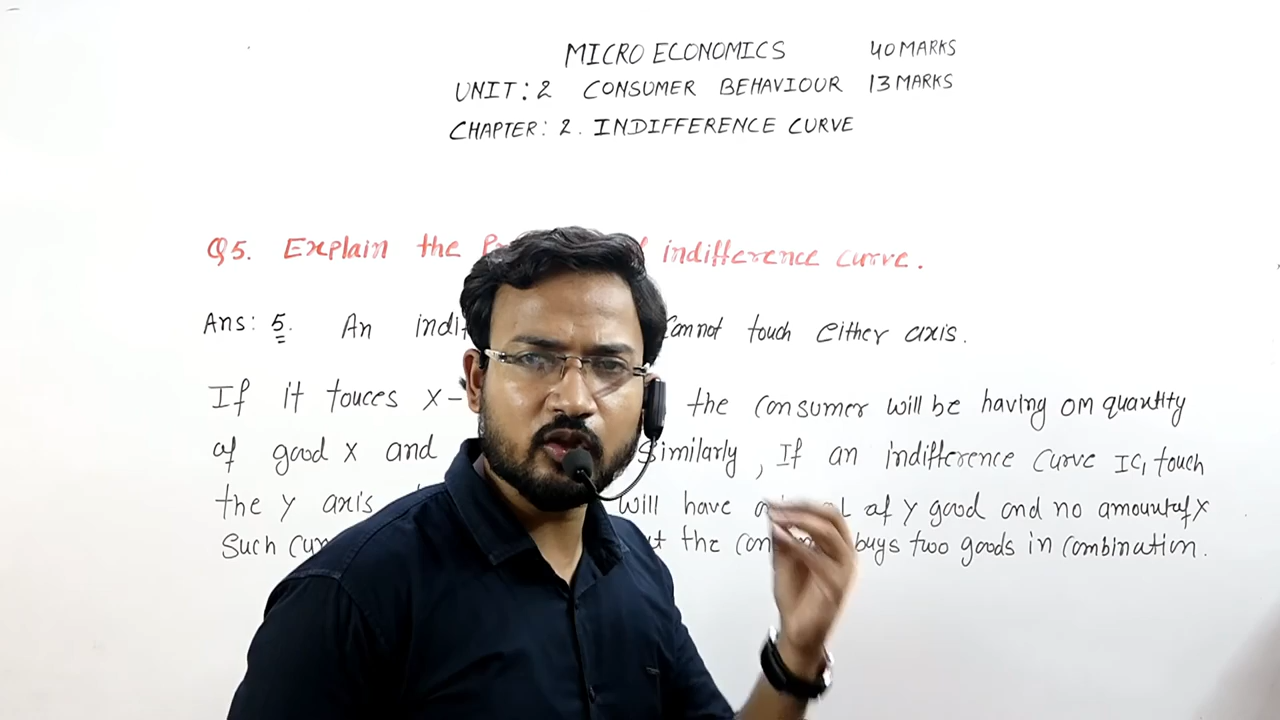 MICRO ECONOMICS 40 MARKS
UNIT: 2 CONSUMER BEHAVIOUR 13 MARKS
CHAPTER: 2. INDIFFERENCE CURVE
Q5. Explain the indifference curve.
Ans: 5. An cannot touch either axis.
If it touces X- the consumer will be having OM quantity
of good X and Similarly, If an indifference curve IC1 touch
the y axis will have of y good and no amount of X
Such the buys two goods in combination.